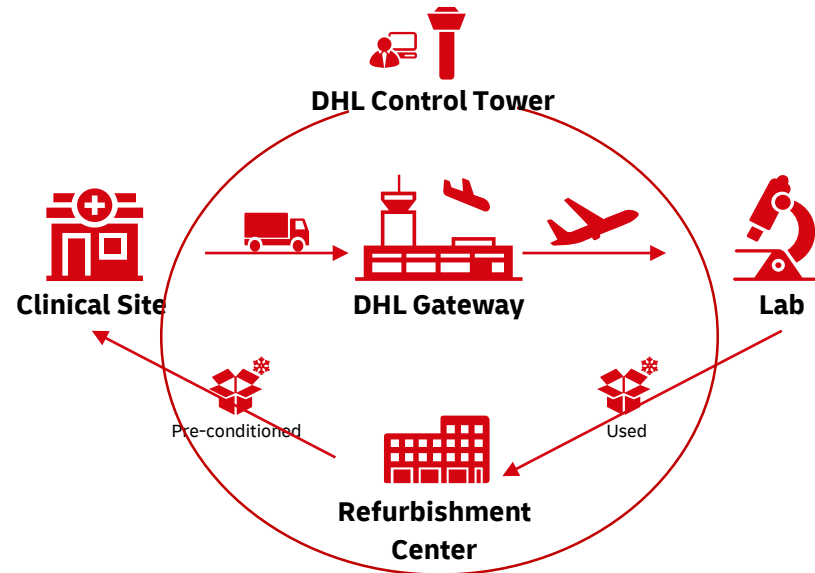 DHL Control Tower
Clinical Site
DHL Gateway
Lab
Pre-conditioned
Used
Refurbishment
Center